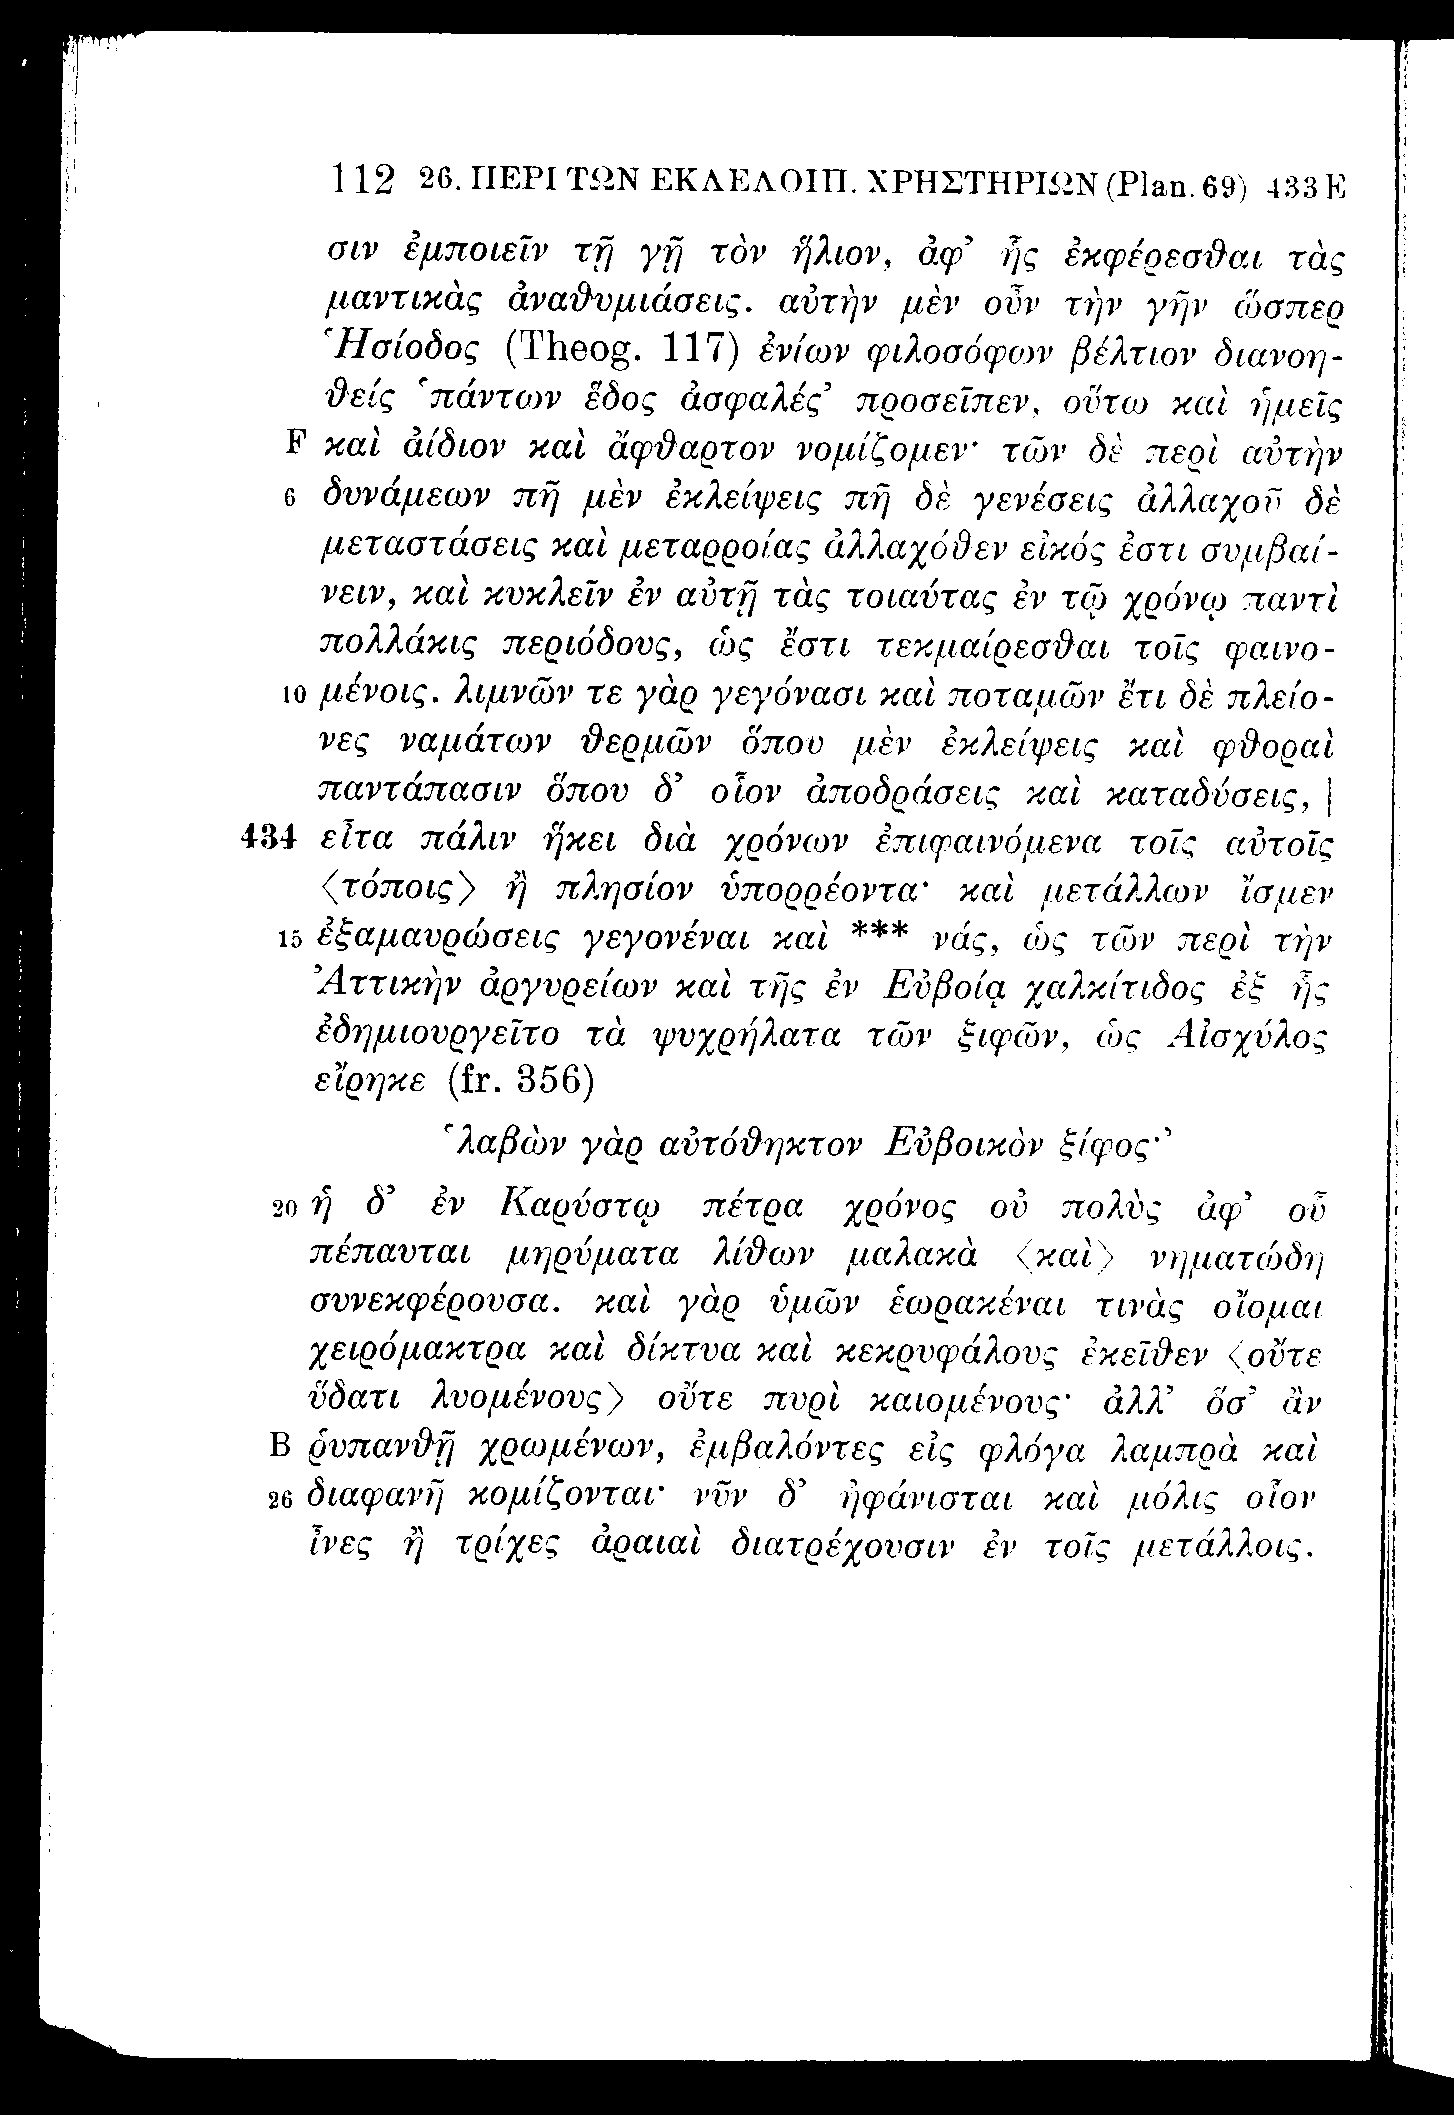 112 26. ΠΕΡΙ ΤΩΝ ΕΚΛΕΛΟΙΠ. ΧΡΗΣΤΗΡΙΩΝ (Plan. 69) 433 E
σιν ἐμποιεῖν τῇ γῇ τὸν ἥλιον, ἀφ’ ἧς ἐκφέρεσθαι τὰς
μαντικὰς ἀναθυμιάσεις. αὐτὴν μὲν οὖν τὴν γῆν ὥσπερ
Ἡσίοδος (Theog. 117) ἐνίων φιλοσόφων βέλτιον διανοη-
θείς ‘πάντων ἕδος ἀσφαλές’ προσεῖπεν, οὕτω καὶ ἡμεῖς
F καὶ ἀίδιον καὶ ἄφθαρτον νομίζομεν· τῶν δὲ περὶ αὐτὴν
6 δυνάμεων πῆ μὲν ἐκλείψεις πῆ δὲ γενέσεις ἀλλαχοῦ δὲ
μεταστάσεις καὶ μεταρροίας ἀλλαχόθεν εἰκός ἐστι συμβαί-
νειν, καὶ κυκλεῖν ἐν αὐτῇ τὰς τοιαύτας ἐν τῷ χρόνῳ παντὶ
πολλάκις περιόδους, ὡς ἔστι τεκμαίρεσθαι τοῖς φαινο-
10 μένοις. λιμνῶν τε γὰρ γεγόνασι καὶ ποταμῶν ἔτι δὲ πλείο-
νες ναμάτων θερμῶν ὅπου μὲν ἐκλείψεις καὶ φθοραὶ
παντάπασιν ὅπου δ’ οἷον ἀποδράσεις καὶ καταδύσεις, |
434 εἶτα πάλιν ἥκει διὰ χρόνων ἐπιφαινόμενα τοῖς αὐτοῖς
〈τόποις〉 ἢ πλησίον ὑπορρέοντα· καὶ μετάλλων ἴσμεν
15 ἐξαμαυρώσεις γεγονέναι καὶ *** νάς, ὡς τῶν περὶ τὴν
Ἀττικὴν ἀργυρείων καὶ τῆς ἐν Εὐβοίᾳ χαλκίτιδος ἐξ ἧς
ἐδημιουργεῖτο τὰ ψυχρήλατα τῶν ξιφῶν, ὡς Αἰσχύλος
εἴρηκε (fr. 356)
‘λαβὼν γὰρ αὐτόθηκτον Εὐβοικὸν ξίφος·’
20 ἡ δ’ ἐν Καρύστῳ πέτρα χρόνος οὐ πολὺς ἀφ’ οὗ
πέπαυται μηρύματα λίθων μαλακὰ 〈καὶ〉 νηματώδη
συνεκφέρουσα. καὶ γὰρ ὑμῶν ἑωρακέναι τινὰς οἴομαι
χειρόμακτρα καὶ δίκτυα καὶ κεκρυφάλους ἐκεῖθεν 〈οὔτε
ὕδατι λυομένους〉 οὔτε πυρὶ καιομένους· ἀλλ’ ὅσ’ ἂν
B ῥυπανθῇ χρωμένων, ἐμβαλόντες εἰς φλόγα λαμπρὰ καὶ
26 διαφανῆ κομίζονται· νῦν δ’ ἠφάνισται καὶ μόλις οἷον
ἶνες ἢ τρίχες ἀραιαὶ διατρέχουσιν ἐν τοῖς μετάλλοις.